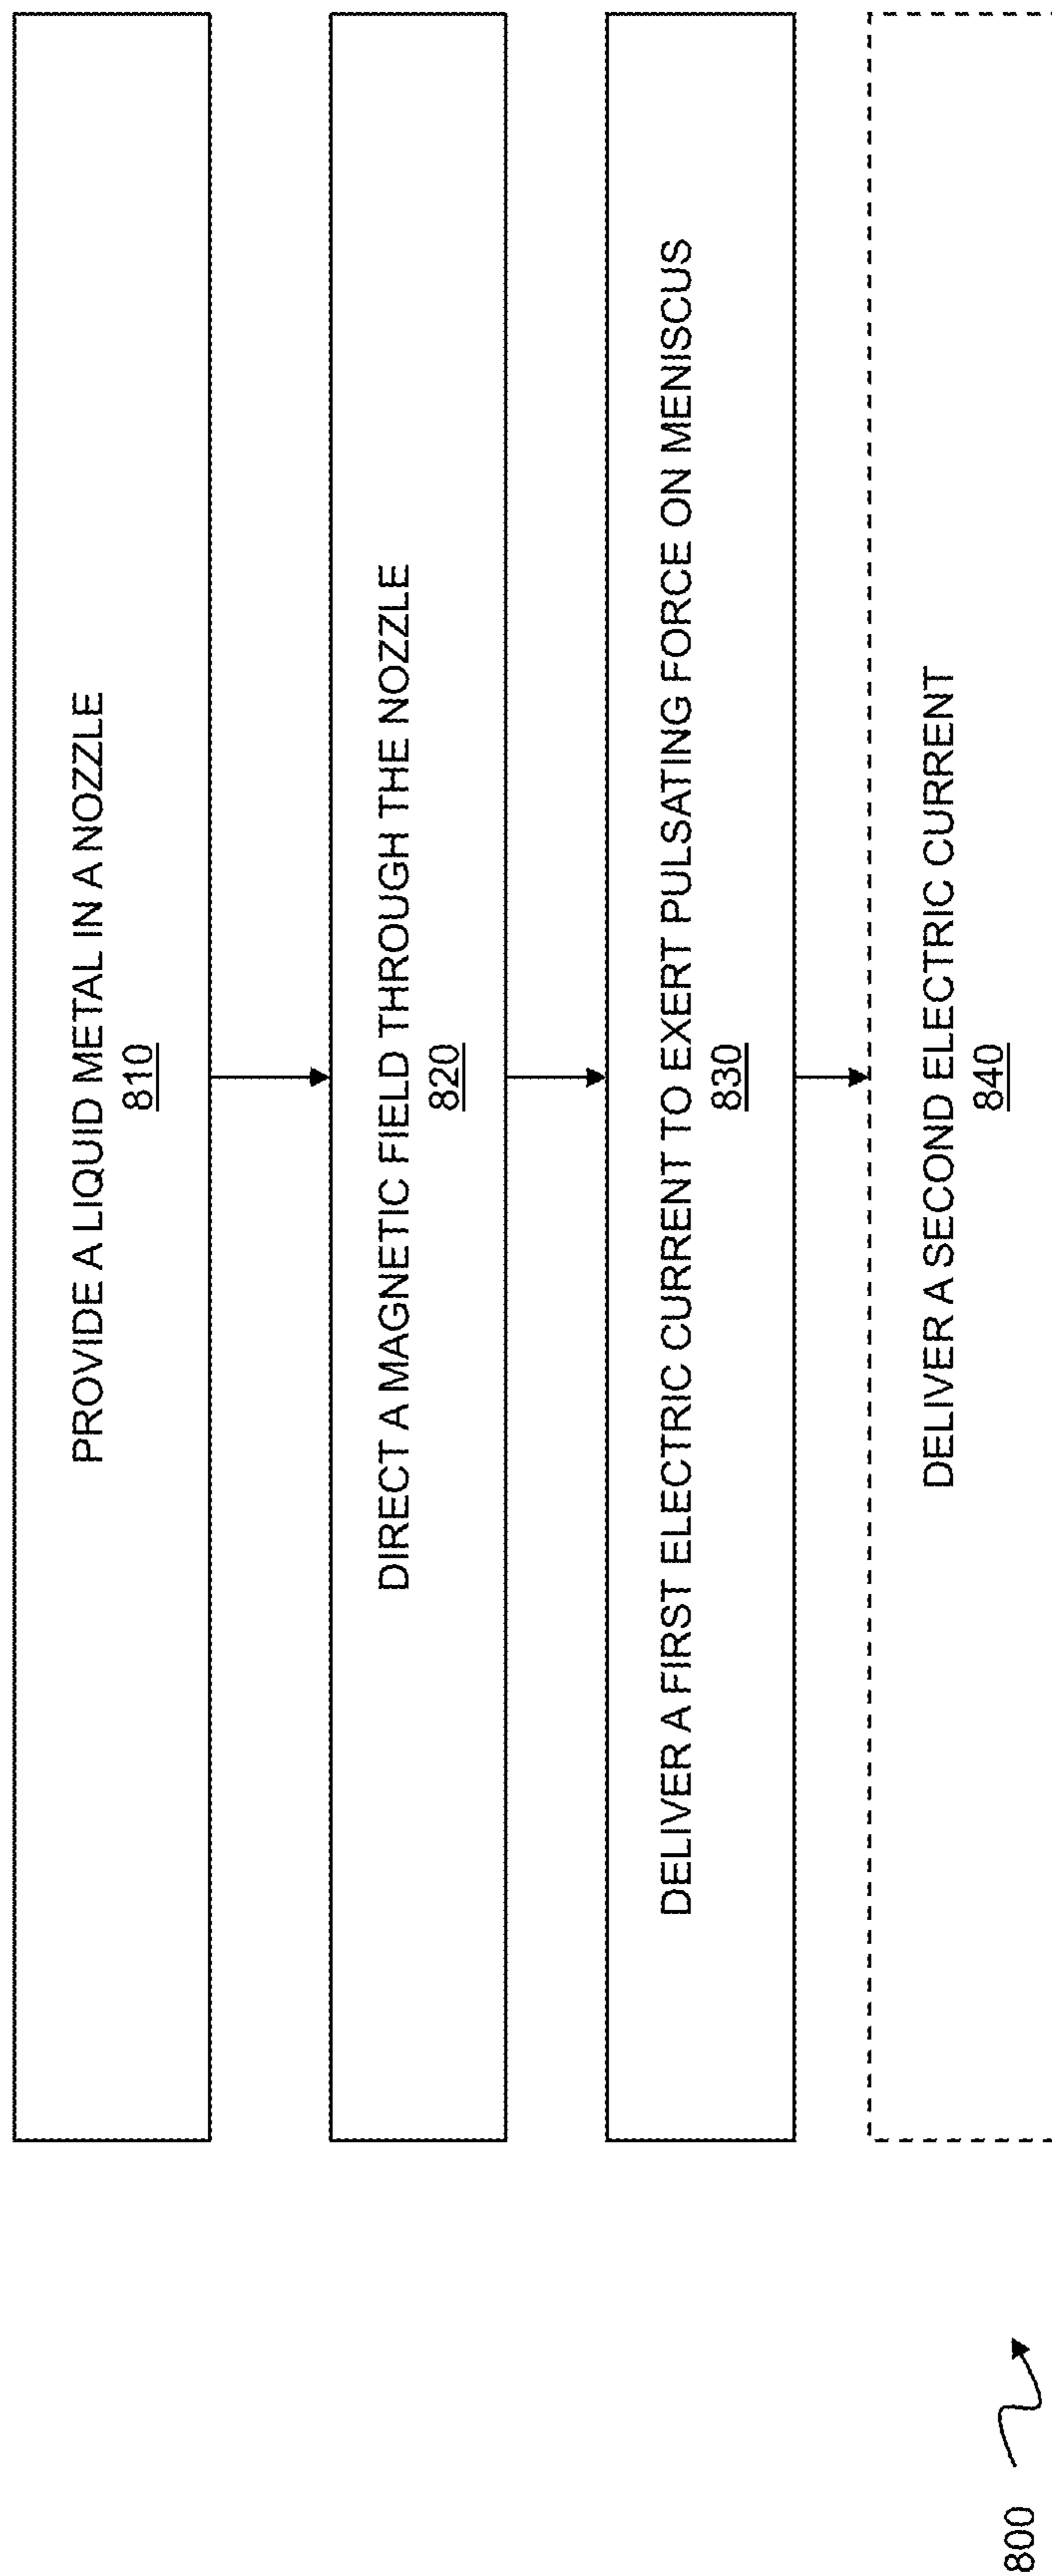 PROVIDE A LIQUID METAL IN A NOZZLE
810
DIRECT A MAGNETIC FIELD THROUGH THE NOZZLE
820
DELIVER A FIRST ELECTRIC CURRENT TO EXERT PULSATING FORCE ON MENISCUS
830
DELIVER A SECOND ELECTRIC CURRENT
840
800